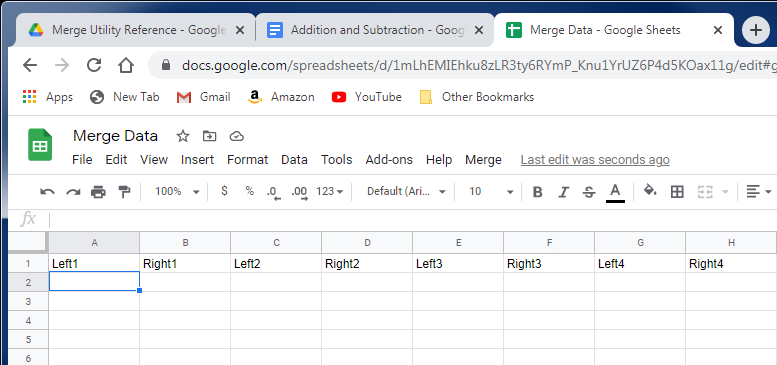 Merge Utility Reference - Google Addition and Subtraction - Goog Merge Data - Google Sheets
docs.google.com/spreadsheets/d/1mLhEMIEhku8zLR3ty6RYmP_Knu1YrUZ6P4d5KOax11g/edit#g
Apps New Tab Gmail Amazon YouTube Other Bookmarks
Merge Data
File Edit View Insert Format Data Tools Add-ons Help Merge Last edit was seconds ago
100% $ % .0 .00 123 Default (Ari... 10 B I S A
fx
A B C D E F G H
1 Left1 Right1 Left2 Right2 Left3 Right3 Left4 Right4
2
3
4
5
6